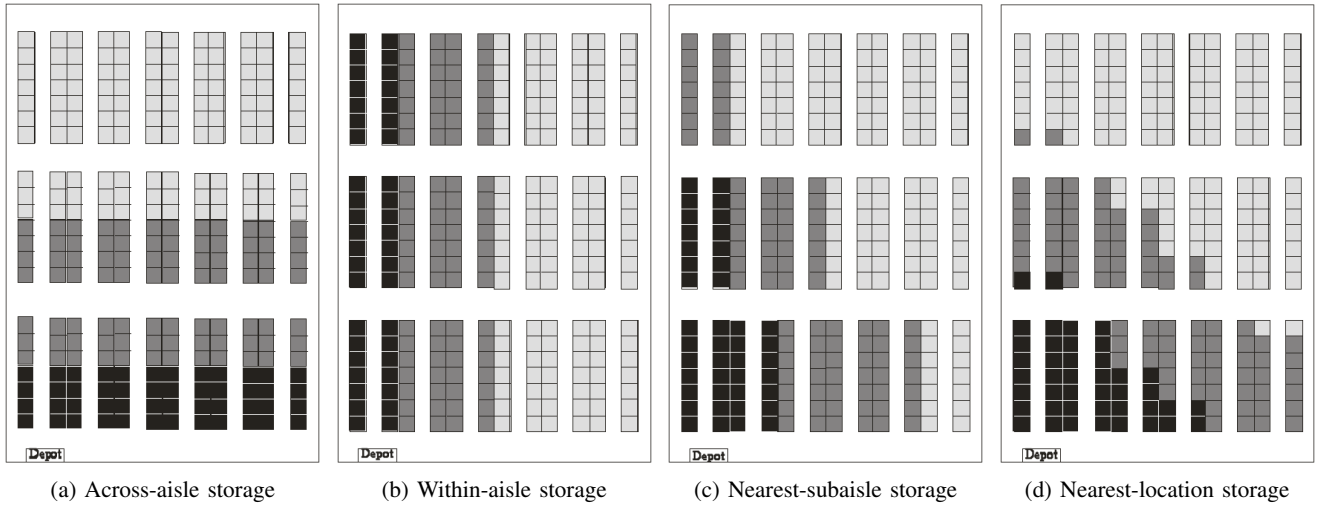 Depot
Depot
Depot
Depot
(a) Across-aisle storage
(b) Within-aisle storage
(c) Nearest-subaisle storage
(d) Nearest-location storage